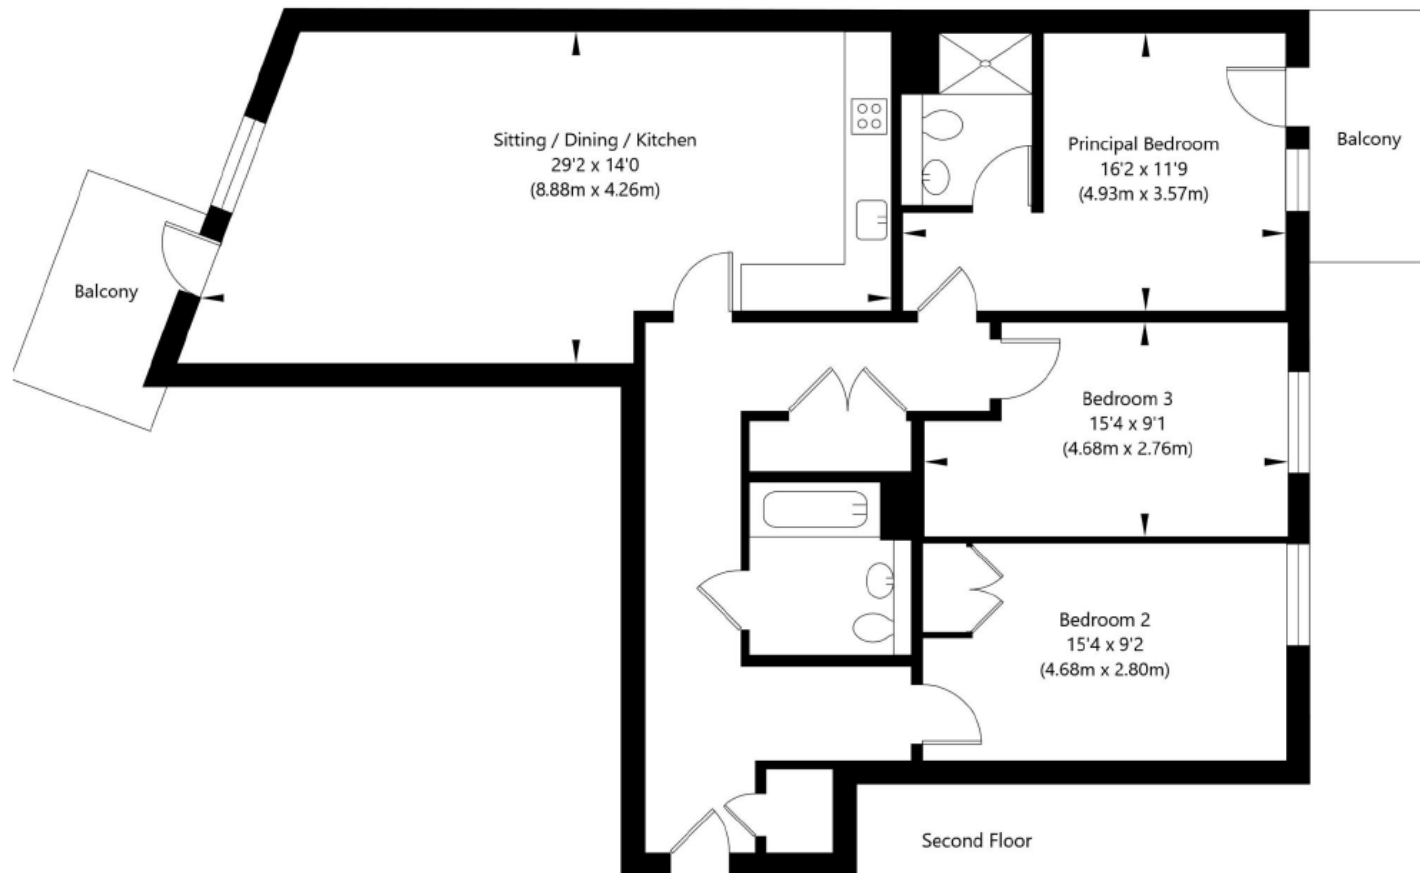 Sitting / Dining / Kitchen
29'2 x 14'0
(8.88m x 4.26m)
Principal Bedroom
16'2 x 11'9
(4.93m x 3.57m)
Balcony
Balcony
Bedroom 3
15'4 x 9'1
(4.68m x 2.76m)
Bedroom 2
15'4 x 9'2
(4.68m x 2.80m)
Second Floor